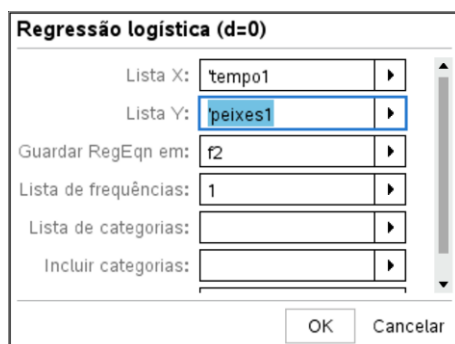 Regressão logística (d=0)
Lista X: 'tempo1
Lista Y: 'peixes1
Guardar RegEqn em: f2
Lista de frequências: 1
Lista de categorias:
Incluir categorias:
OK Cancelar